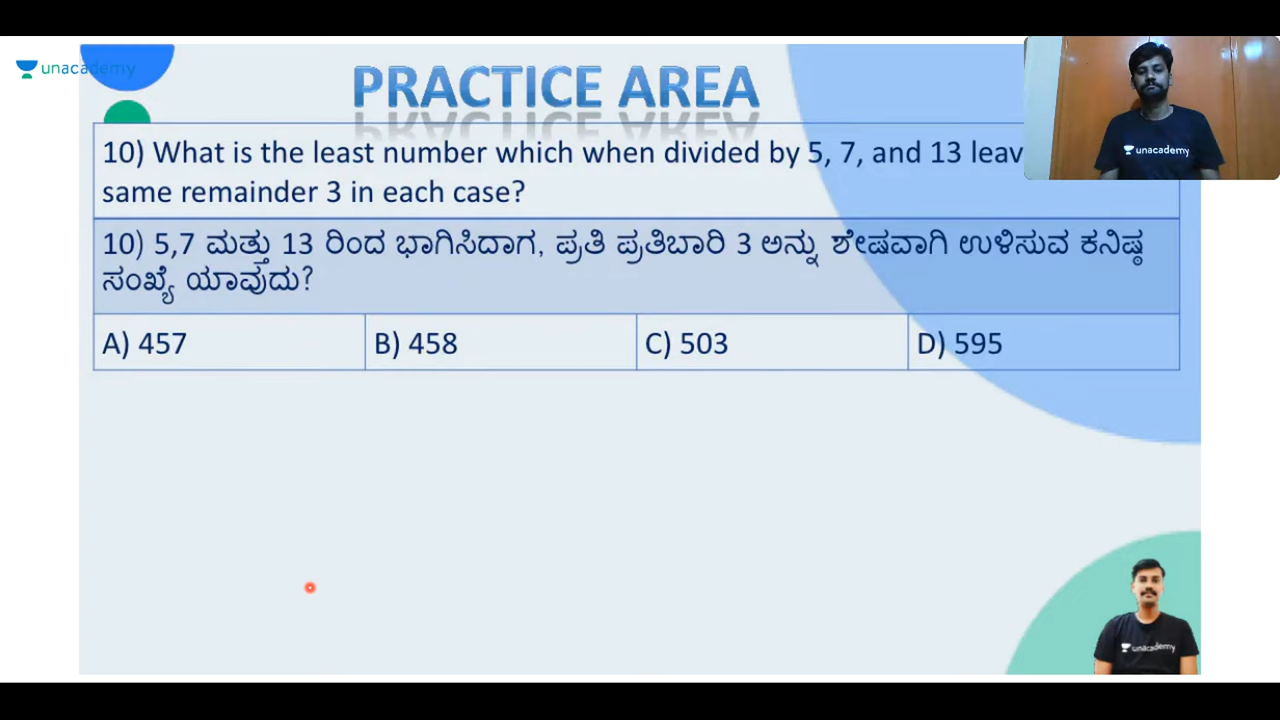 unacademy
PRACTICE AREA
10) What is the least number which when divided by 5, 7, and 13
same remainder 3 in each case?
10) 5,7 ಮತ್ತು 13 ರಿಂದ ಭಾಗಿಸಿದಾಗ, ಪ್ರತಿ ಪ್ರತಿಬಾರಿ 3 ಅನ್ನು ಶೇಷವಾಗಿ ಉಳಿಸುವ ಕನಿಷ್ಠ
ಸಂಖ್ಯೆ ಯಾವುದು?
A) 457 B) 458 C) 503 D) 595
unacademy
unacademy